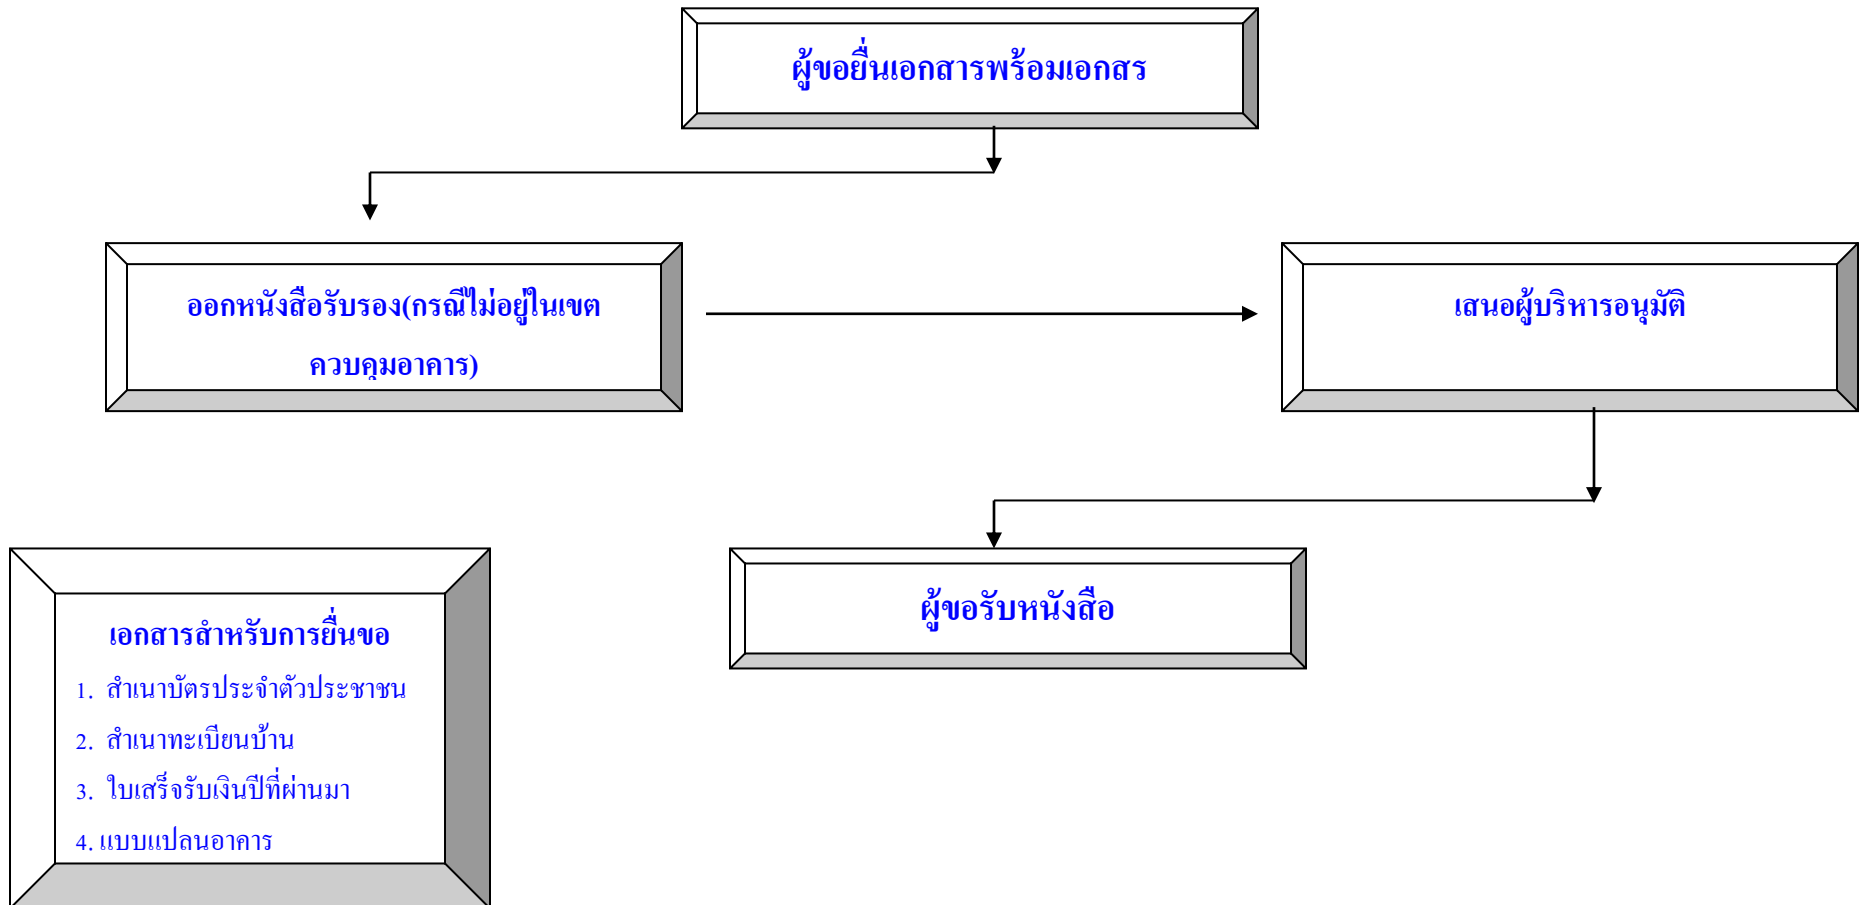 ผู้ขอยื่นเอกสารพร้อมเอกสร
ออกหนังสือรับรอง(กรณีไม่อยู่ในเขต
ควบคุมอาคาร)
เสนอผู้บริหารอนุมัติ
ผู้ขอรับหนังสือ
เอกสารสำหรับการยื่นขอ
1. สำเนาบัตรประจำตัวประชาชน
2. สำเนาทะเบียนบ้าน
3. ใบเสร็จรับเงินปีที่ผ่านมา
4. แบบแปลนอาคาร